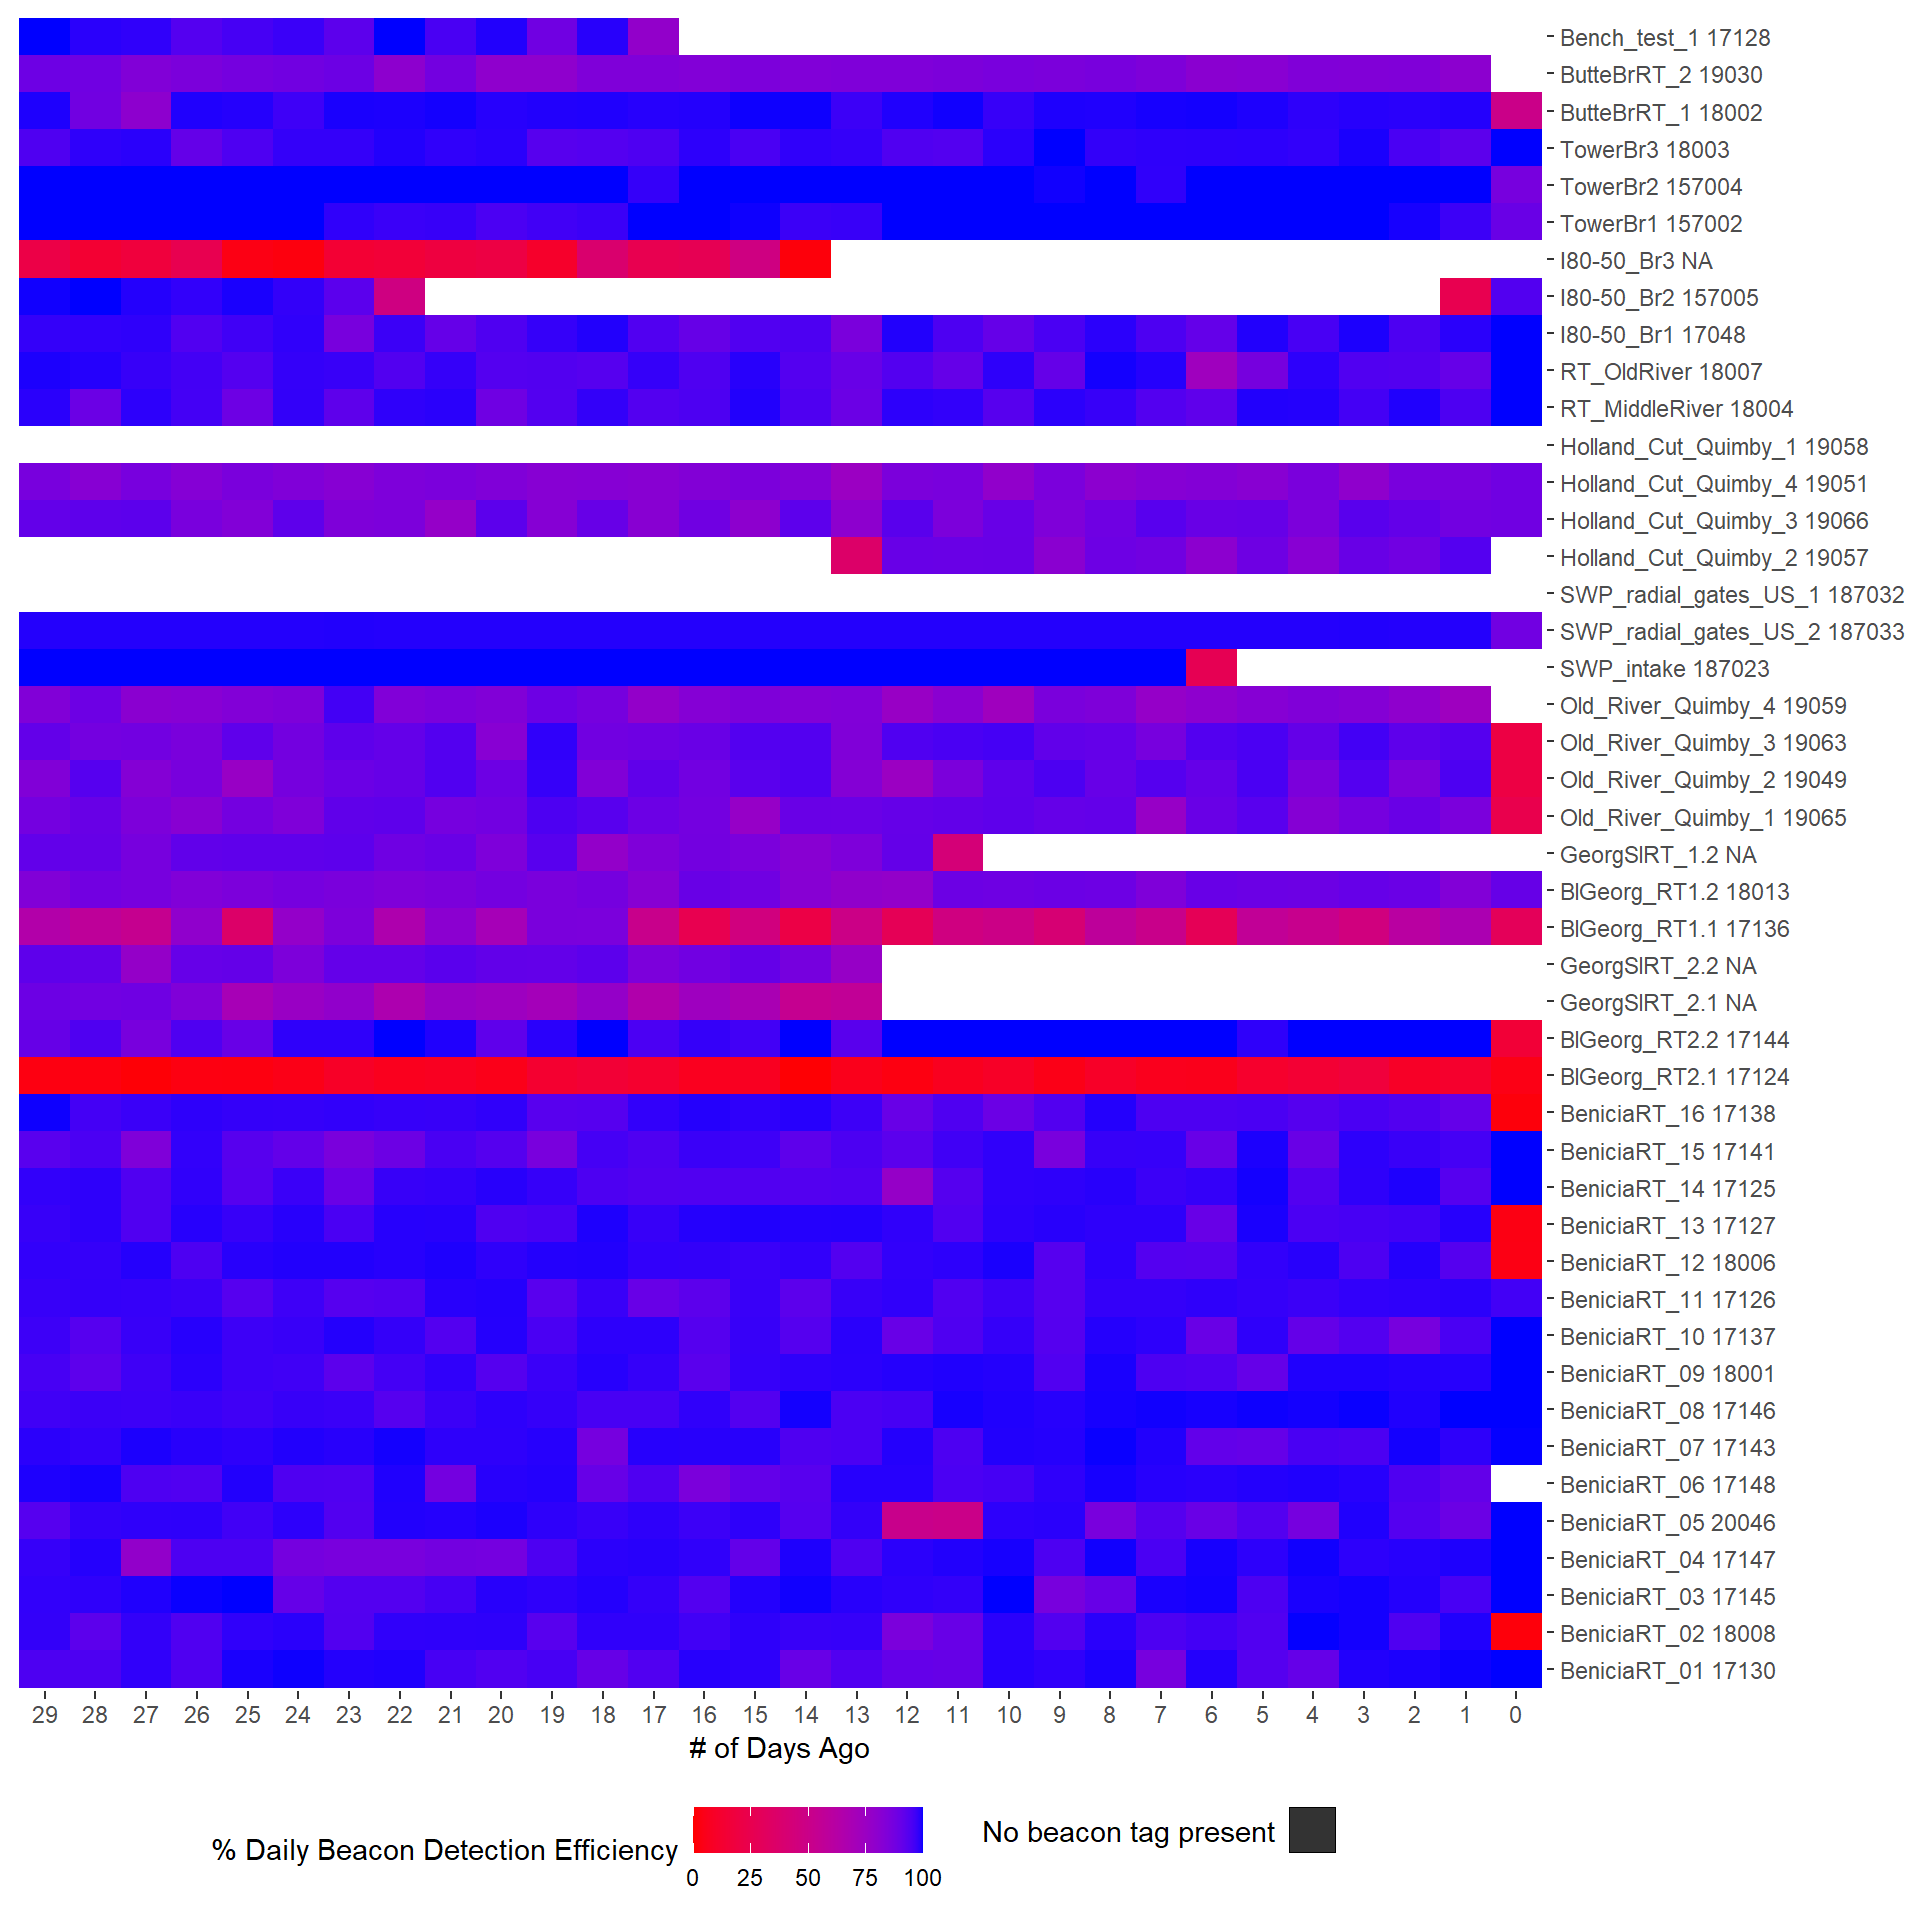 Bench_test_1 17128
ButteBrRT_2 19030
ButteBrRT_1 18002
TowerBr3 18003
TowerBr2 157004
TowerBr1 157002
I80-50_Br3 NA
I80-50_Br2 157005
I80-50_Br1 17048
RT_OldRiver 18007
RT_MiddleRiver 18004
Holland_Cut_Quimby_1 19058
Holland_Cut_Quimby_4 19051
Holland_Cut_Quimby_3 19066
Holland_Cut_Quimby_2 19057
SWP_radial_gates_US_1 187032
SWP_radial_gates_US_2 187033
SWP_intake 187023
Old_River_Quimby_4 19059
Old_River_Quimby_3 19063
Old_River_Quimby_2 19049
Old_River_Quimby_1 19065
GeorgSlRT_1.2 NA
BlGeorg_RT1.2 18013
BlGeorg_RT1.1 17136
GeorgSlRT_2.2 NA
GeorgSlRT_2.1 NA
BlGeorg_RT2.2 17144
BlGeorg_RT2.1 17124
BeniciaRT_16 17138
BeniciaRT_15 17141
BeniciaRT_14 17125
BeniciaRT_13 17127
BeniciaRT_12 18006
BeniciaRT_11 17126
BeniciaRT_10 17137
BeniciaRT_09 18001
BeniciaRT_08 17146
BeniciaRT_07 17143
BeniciaRT_06 17148
BeniciaRT_05 20046
BeniciaRT_04 17147
BeniciaRT_03 17145
BeniciaRT_02 18008
BeniciaRT_01 17130
29 28 27 26 25 24 23 22 21 20 19 18 17 16 15 14 13 12 11 10 9 8 7 6 5 4 3 2 1 0
# of Days Ago
% Daily Beacon Detection Efficiency
0 25 50 75 100
No beacon tag present